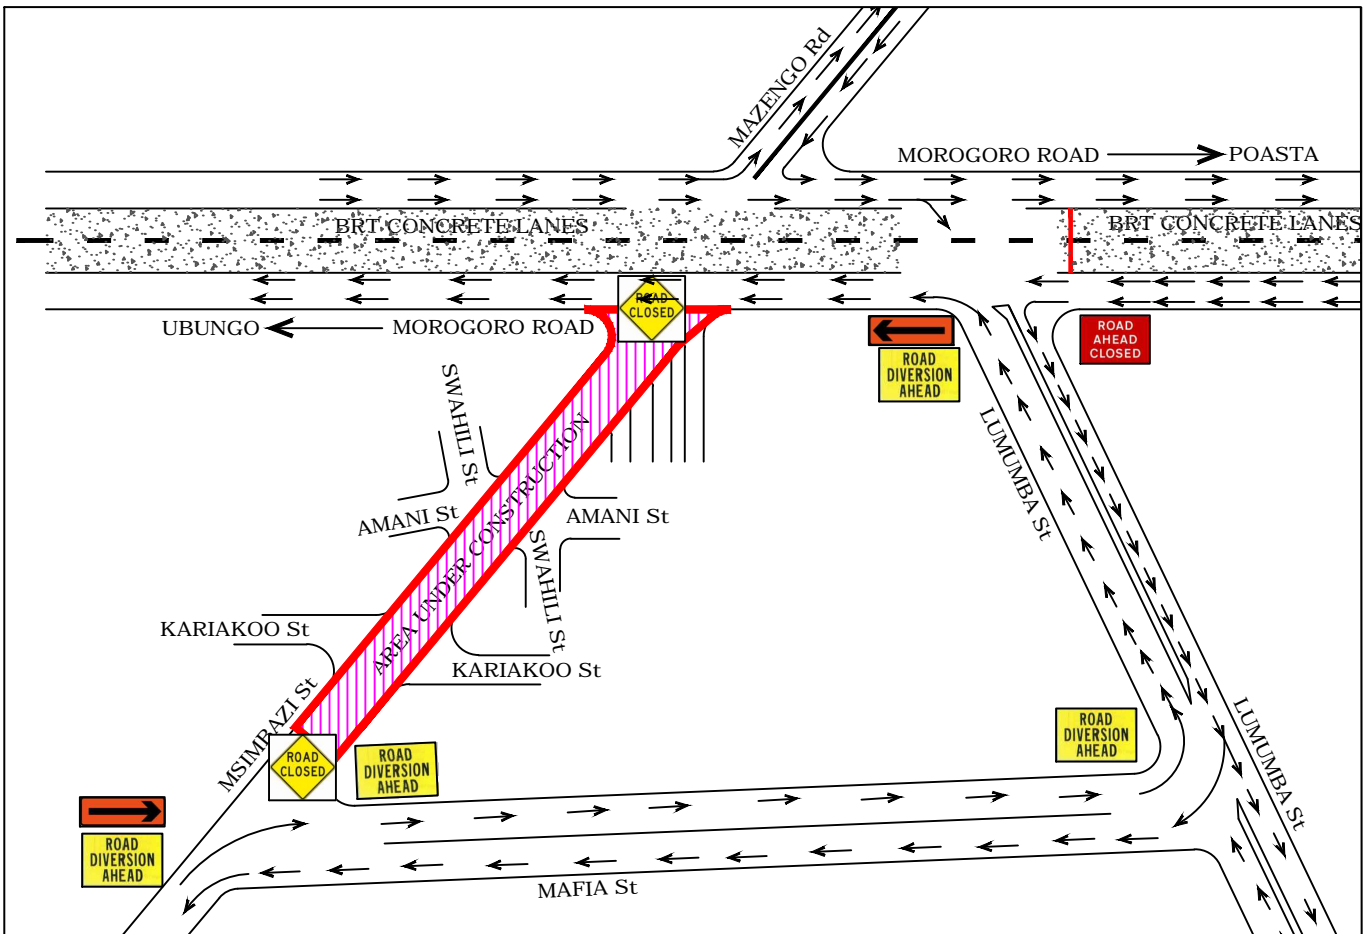 MAZENGO Rd
MOROGORO ROAD
POASTA
BRT CONCRETE LANES
BRT CONCRETE LANES
UBUNGO
MOROGORO ROAD
ROAD
CLOSED
ROAD
AHEAD
CLOSED
ROAD
DIVERSION
AHEAD
SWAHILI St
LUMUMBA St
AMANI St
AMANI St
AREA UNDER CONSTRUCTION
SWAHILI St
KARIAKOO St
KARIAKOO St
MSIMBAZI St
ROAD
CLOSED
ROAD
DIVERSION
AHEAD
ROAD
DIVERSION
AHEAD
LUMUMBA St
ROAD
DIVERSION
AHEAD
MAFIA St